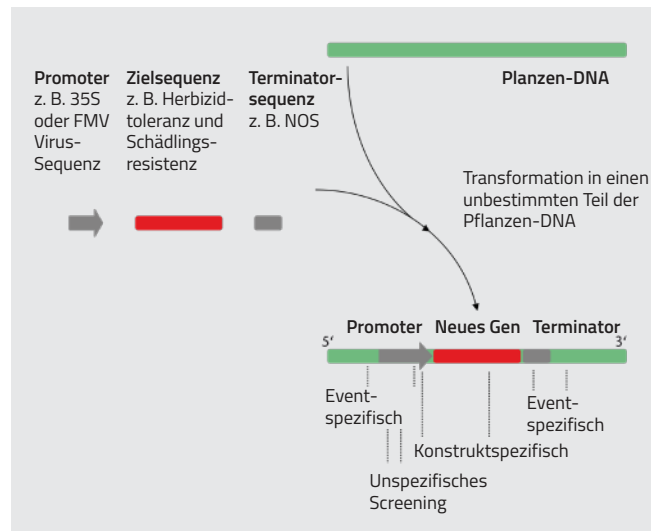 Promoter
z. B. 35S
oder FMV
Virus-
Sequenz
Zielsequenz
z. B. Herbizid-
toleranz und
Schädlings-
resistenz
Terminator-
sequenz
z. B. NOS
Planzen-DNA
Transformation in einen
unbestimmten Teil der
Pflanzen-DNA
Promoter Neues Gen Terminator
5‘ 3‘
Event-
spezifisch
Konstruktspezifisch
Event-
spezifisch
Unspezifisches
Screening